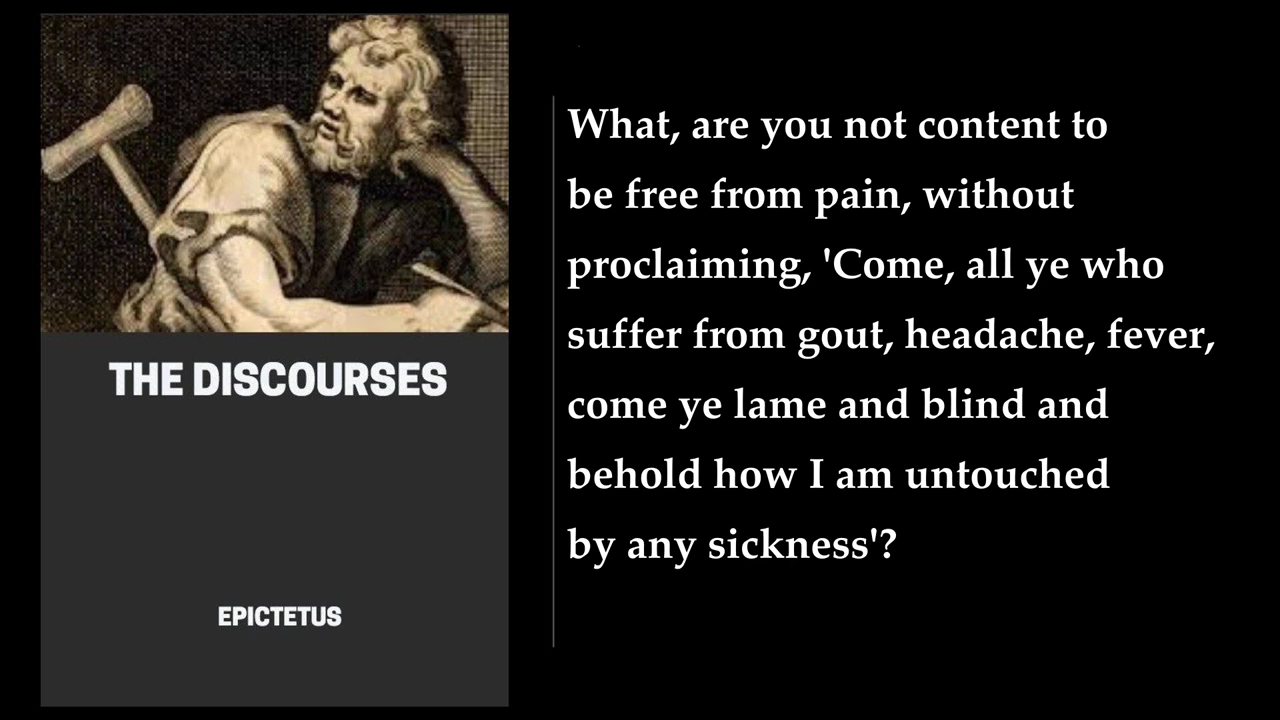 THE DISCOURSES
EPICTETUS
What, are you not content to
be free from pain, without
proclaiming, 'Come, all ye who
suffer from gout, headache, fever,
come ye lame and blind and
behold how I am untouched
by any sickness'?